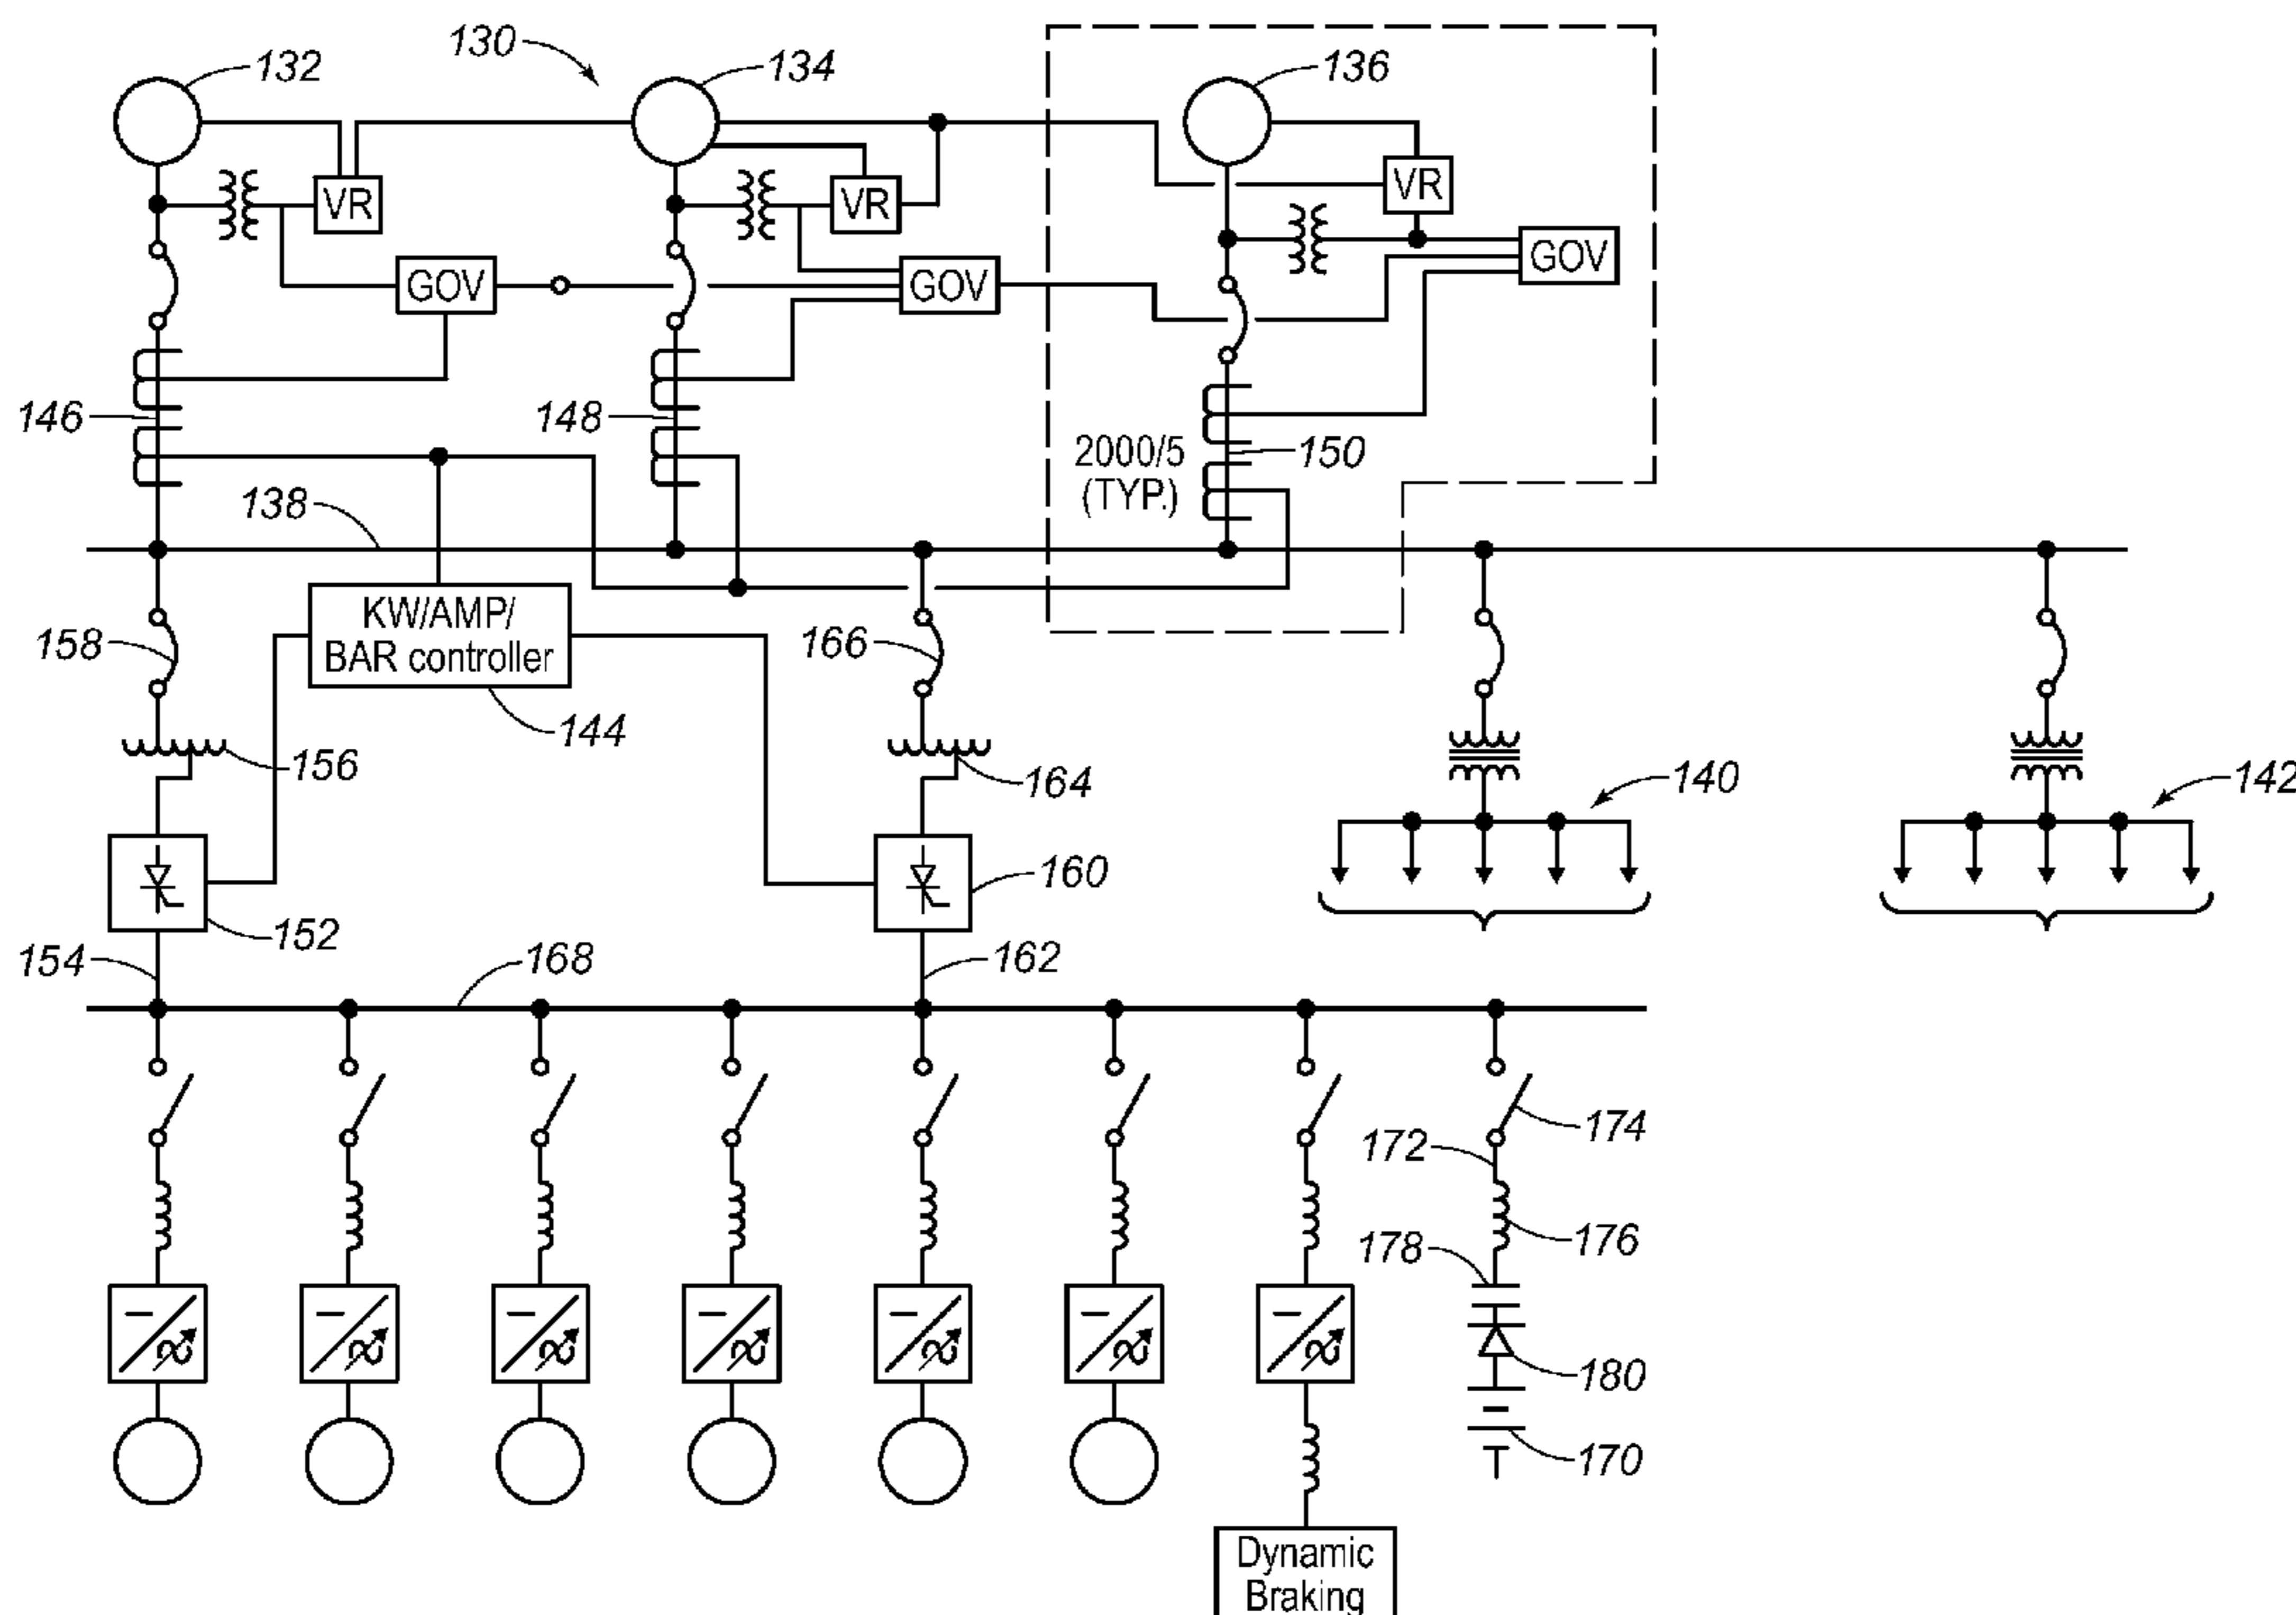 130
132
134
136
VR
VR
VR
GOV
GOV
GOV
146
148
2000/5
(TYP.)
150
138
KW/AMP/
BAR controller
158
166
144
156
164
140
142
152
160
154
168
162
174
172
178
176
180
170
Dynamic
Braking